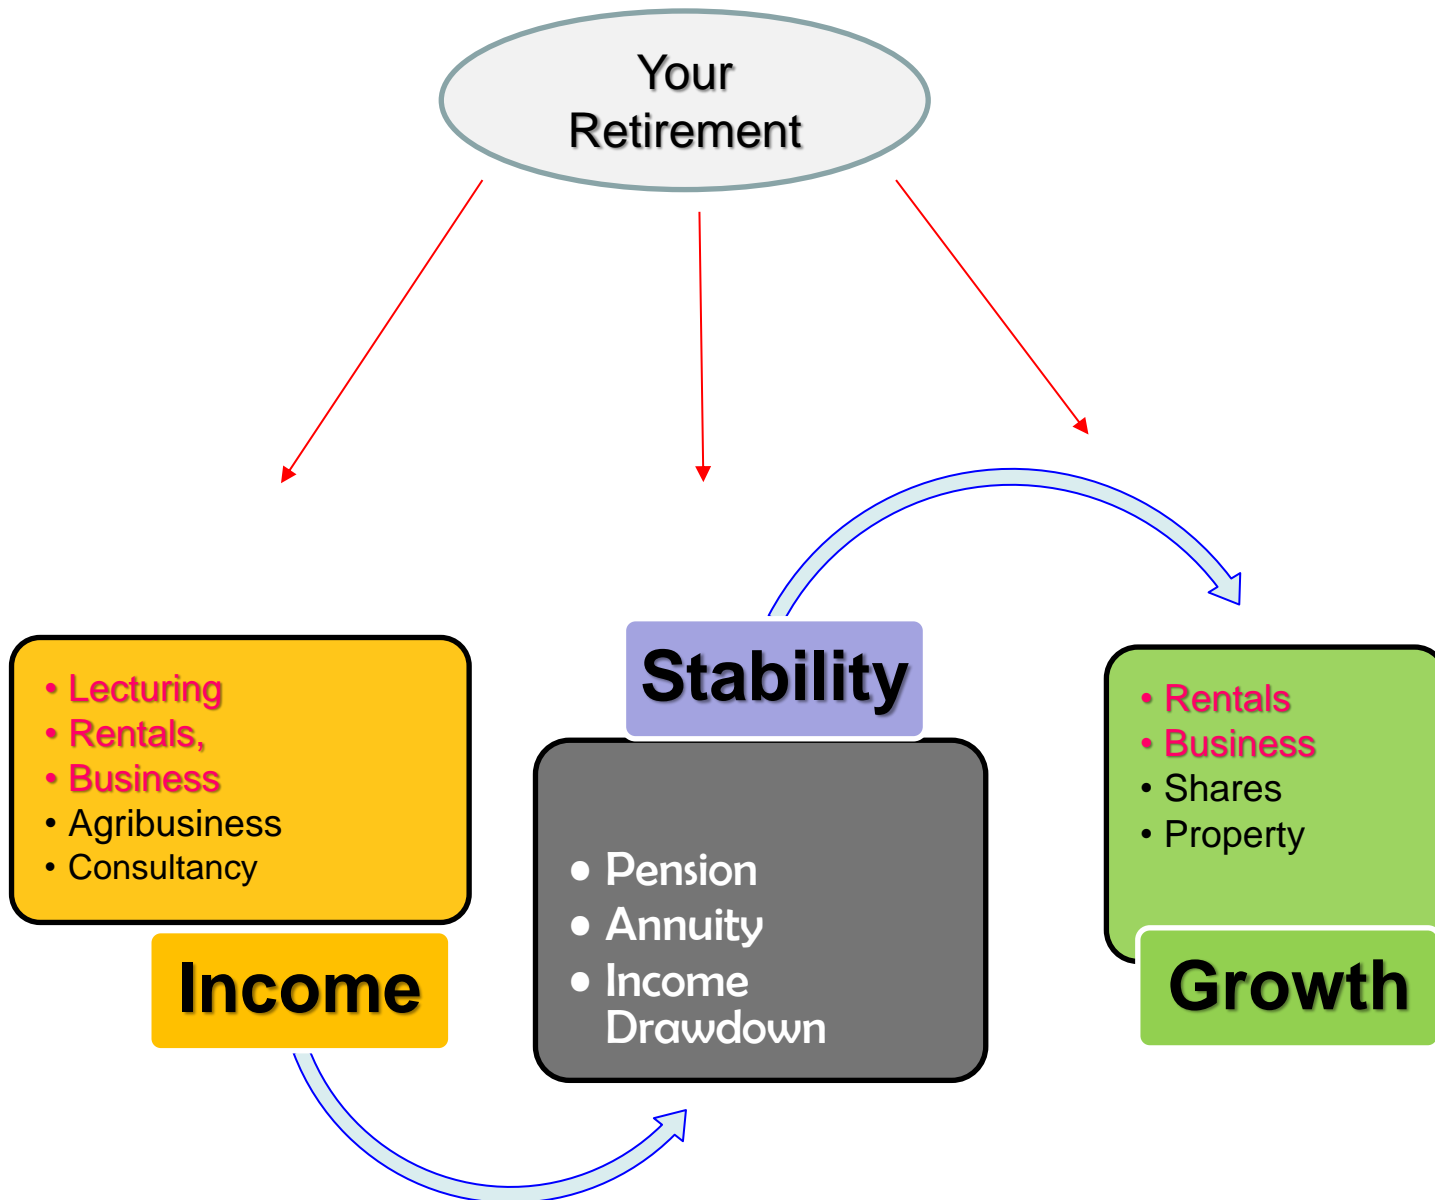 Your
Retirement
• Lecturing
• Rentals,
• Business
• Agribusiness
• Consultancy
Income
Stability
• Pension
• Annuity
• Income
Drawdown
• Rentals
• Business
• Shares
• Property
Growth